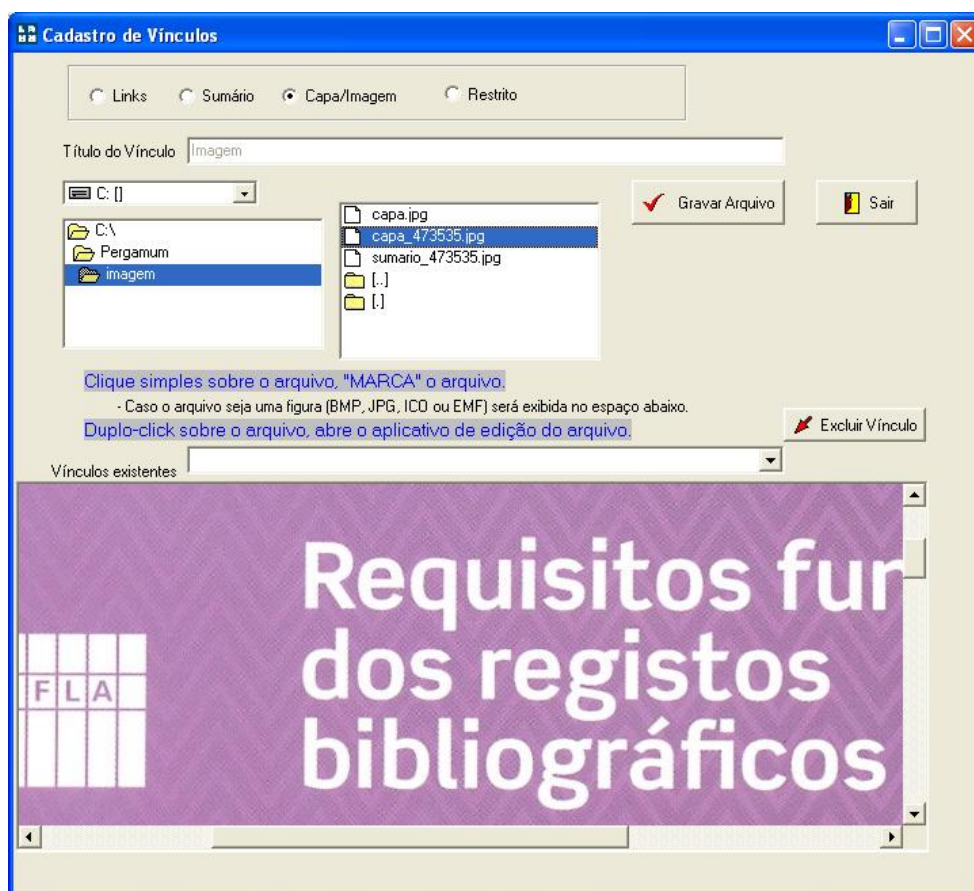 Cadastro de Vínculos
Links Sumário Capa/Imagem Restrito
Título do Vínculo Imagem
C: []
Gravar Arquivo
Sair
C:\
Pergamum
imagem
capa.jpg
capa_473535.jpg
sumario_473535.jpg
[..]
[.]
Clique simples sobre o arquivo, "MARCA" o arquivo.
- Caso o arquivo seja uma figura (BMP, JPG, ICO ou EMF) será exibida no espaço abaixo.
Duplo-click sobre o arquivo, abre o aplicativo de edição do arquivo.
Excluir Vínculo
Vínculos existentes
Requisitos fur
dos registos
bibliográficos
FLA